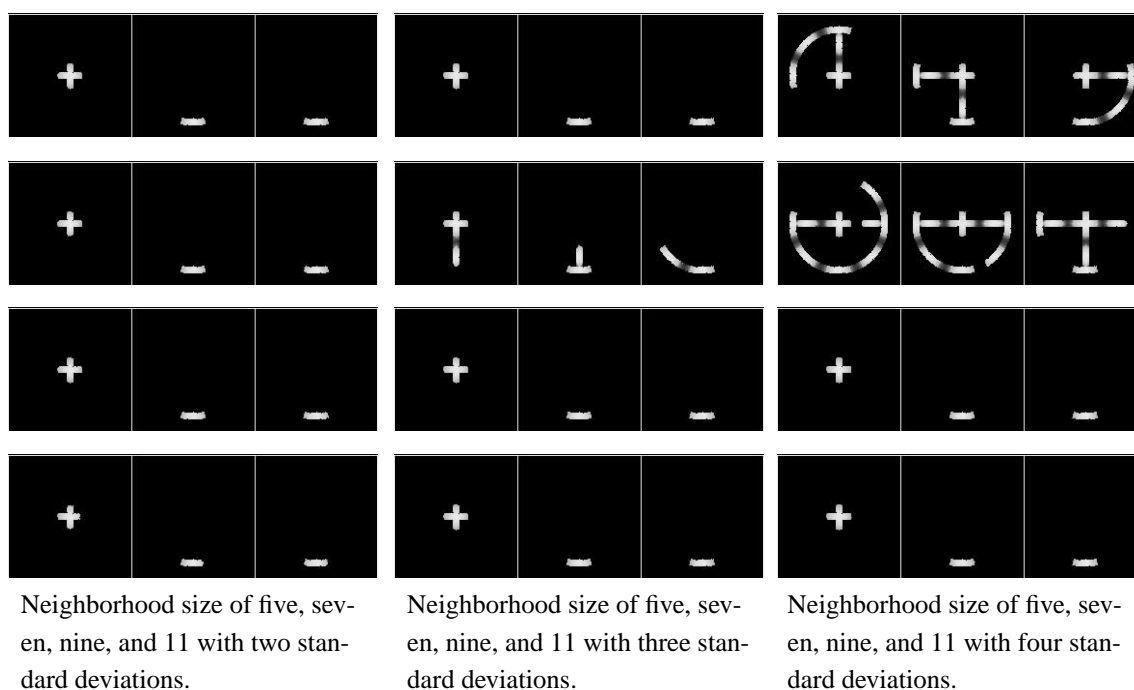 Neighborhood size of five, sev-
en, nine, and 11 with two stan-
dard deviations.
Neighborhood size of five, sev-
en, nine, and 11 with three stan-
dard deviations.
Neighborhood size of five, sev-
en, nine, and 11 with four stan-
dard deviations.